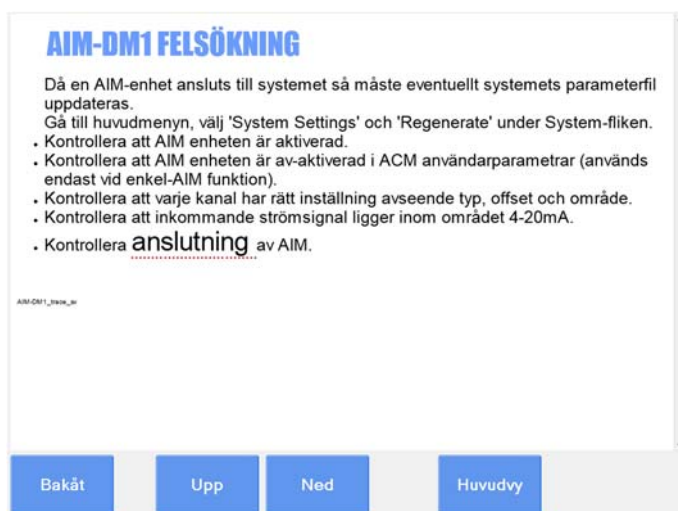 AIM-DM1 FELSÖKNING
Då en AIM-enhet ansluts till systemet så måste eventuellt systemets parameterfil
uppdateras.
Gå till huvudmenyn, välj 'System Settings' och 'Regenerate' under System-fliken.
• Kontrollera att AIM enheten är aktiverad.
• Kontrollera att AIM enheten är av-aktiverad i ACM användarparametrar (används
endast vid enkel-AIM funktion).
• Kontrollera att varje kanal har rätt inställning avseende typ, offset och område.
• Kontrollera att inkommande strömsignal ligger inom området 4-20mA.
• Kontrollera anslutning av AIM.
AIM-DM1_trace_sv
Bakåt Upp Ned Huvudvy